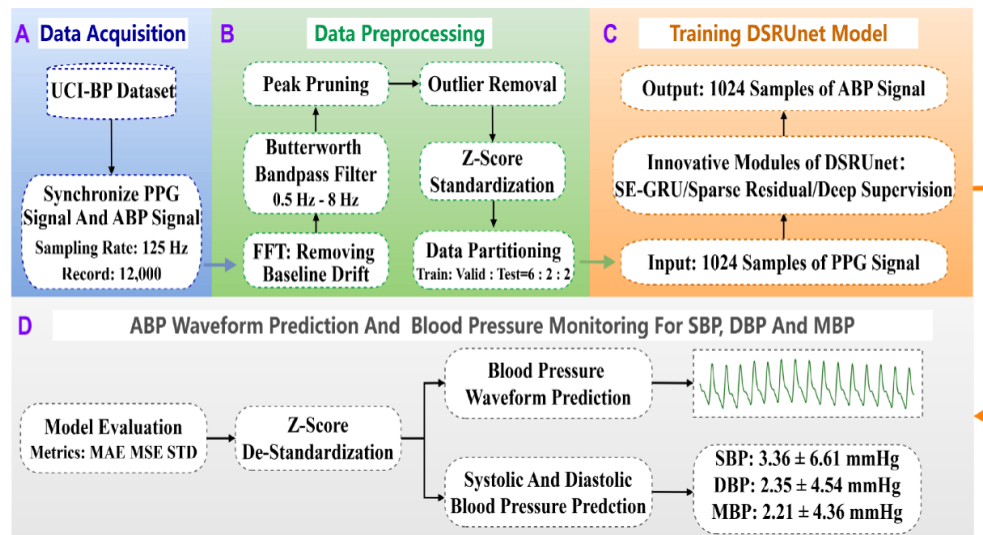 A Data Acquisition
UCI-BP Dataset
Synchronize PPG
Signal And ABP Signal
Sampling Rate: 125 Hz
Record: 12,000
B Data Preprocessing
FFT: Removing
Baseline Drift
Butterworth
Bandpass Filter
0.5 Hz - 8 Hz
Peak Pruning
Outlier Removal
Z-Score
Standardization
Data Partitioning
Train: Valid : Test=6 : 2 : 2
C Training DSRUnet Model
Output: 1024 Samples of ABP Signal
Innovative Modules of DSRUnet:
SE-GRU/Sparse Residual/Deep Supervision
Input: 1024 Samples of PPG Signal
D ABP Waveform Prediction And Blood Pressure Monitoring For SBP, DBP And MBP
Model Evaluation
Metrics: MAE MSE STD
Z-Score
De-Standardization
Blood Pressure
Waveform Prediction
Systolic And Diastolic
Blood Pressure Predction
SBP: 3.36 ± 6.61 mmHg
DBP: 2.35 ± 4.54 mmHg
MBP: 2.21 ± 4.36 mmHg